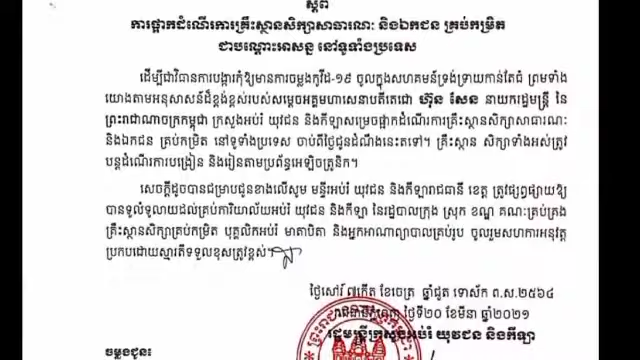 ស្តីពី
ការផ្អាកដំណើរការគ្រឹះស្ថានសិក្សាសាធារណៈ និងឯកជន គ្រប់កម្រិត
ជាបណ្តោះអាសន្ន នៅទូទាំងប្រទេស
ដើម្បីជាវិធានការបង្ការកុំឱ្យមានការចម្លងកូវីដ-១៩ ចូលក្នុងសហគមន៍ទ្រង់ទ្រាយកាន់តែធំ ព្រមទាំង
យោងតាមអនុសាសន៍ដ៏ខ្ពង់ខ្ពស់របស់សម្តេចអគ្គមហាសេនាបតីតេជោ ហ៊ុន សែន នាយករដ្ឋមន្ត្រី នៃ
ព្រះរាជាណាចក្រកម្ពុជា ក្រសួងអប់រំ យុវជន និងកីឡាសម្រេចផ្អាកដំណើរការគ្រឹះស្ថានសិក្សាសាធារណៈ
និងឯកជន គ្រប់កម្រិត នៅទូទាំងប្រទេស ចាប់ពីថ្ងៃជូនដំណឹងនេះតទៅ។ គ្រឹះស្ថាន សិក្សាទាំងអស់ត្រូវ
បន្តដំណើរការបង្រៀន និងរៀនតាមប្រព័ន្ធអេឡិចត្រូនិក។
សេចក្តីដូចបានជម្រាបជូនខាងលើសូម មន្ទីរអប់រំ យុវជន និងកីឡារាជធានី ខេត្ត ត្រូវផ្សព្វផ្សាយឱ្យ
បានទូលំទូលាយដល់គ្រប់ការិយាល័យអប់រំ យុវជន និងកីឡា នៃរដ្ឋបាលក្រុង ស្រុក ខណ្ឌ គណៈគ្រប់គ្រង
គ្រឹះស្ថានសិក្សាគ្រប់កម្រិត បុគ្គលិកអប់រំ មាតាបិតា និងអ្នកអាណាព្យាបាលគ្រប់រូប ចូលរួមសហការអនុវត្ត
ប្រកបដោយស្មារតីទទួលខុសត្រូវខ្ពស់។
ថ្ងៃសៅរ៍ ៧កើត ខែចេត្រ ឆ្នាំជូត ទោស័ក ព.ស.២៥៦៤
រាជធានីភ្នំពេញ ថ្ងៃទី២០ ខែមីនា ឆ្នាំ២០២១
រដ្ឋមន្ត្រីក្រសួងអប់រំ យុវជន និងកីឡា
ចម្លងជូន៖